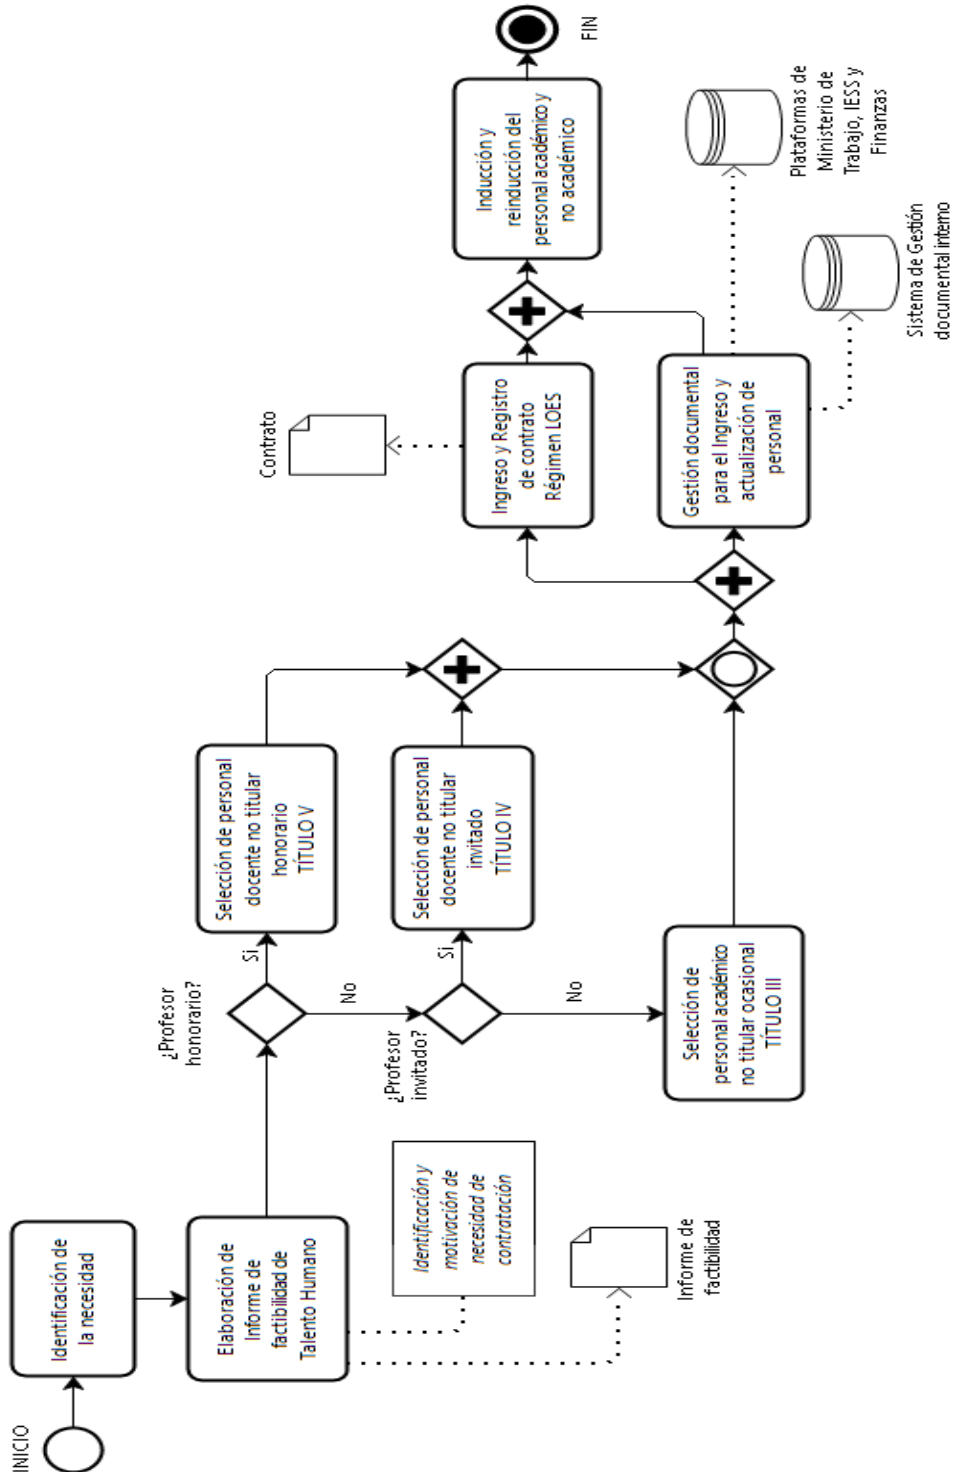 INICIO
Identificación de
la necesidad
Elaboración de
Informe de
factibilidad de
Talento Humano
Identificación y
motivación de
necesidad de
contratación
Informe de
factibilidad
¿Profesor
honorario?
Si
No
¿Profesor
invitado?
Si
No
Selección de personal
docente no titular
honorario
TÍTULO V
Selección de personal
docente no titular
invitado
TÍTULO IV
Selección de
personal académico
no titular ocasional
TÍTULO III
Contrato
Ingreso y Registro
de contrato
Régimen LOES
Gestión documental
para el Ingreso y
actualización de
personal
Sistema de Gestión
documental interno
Plataformas de
Ministerio de
Trabajo, IESS y
Finanzas
Inducción y
reinducción del
personal académico y
no académico
FIN